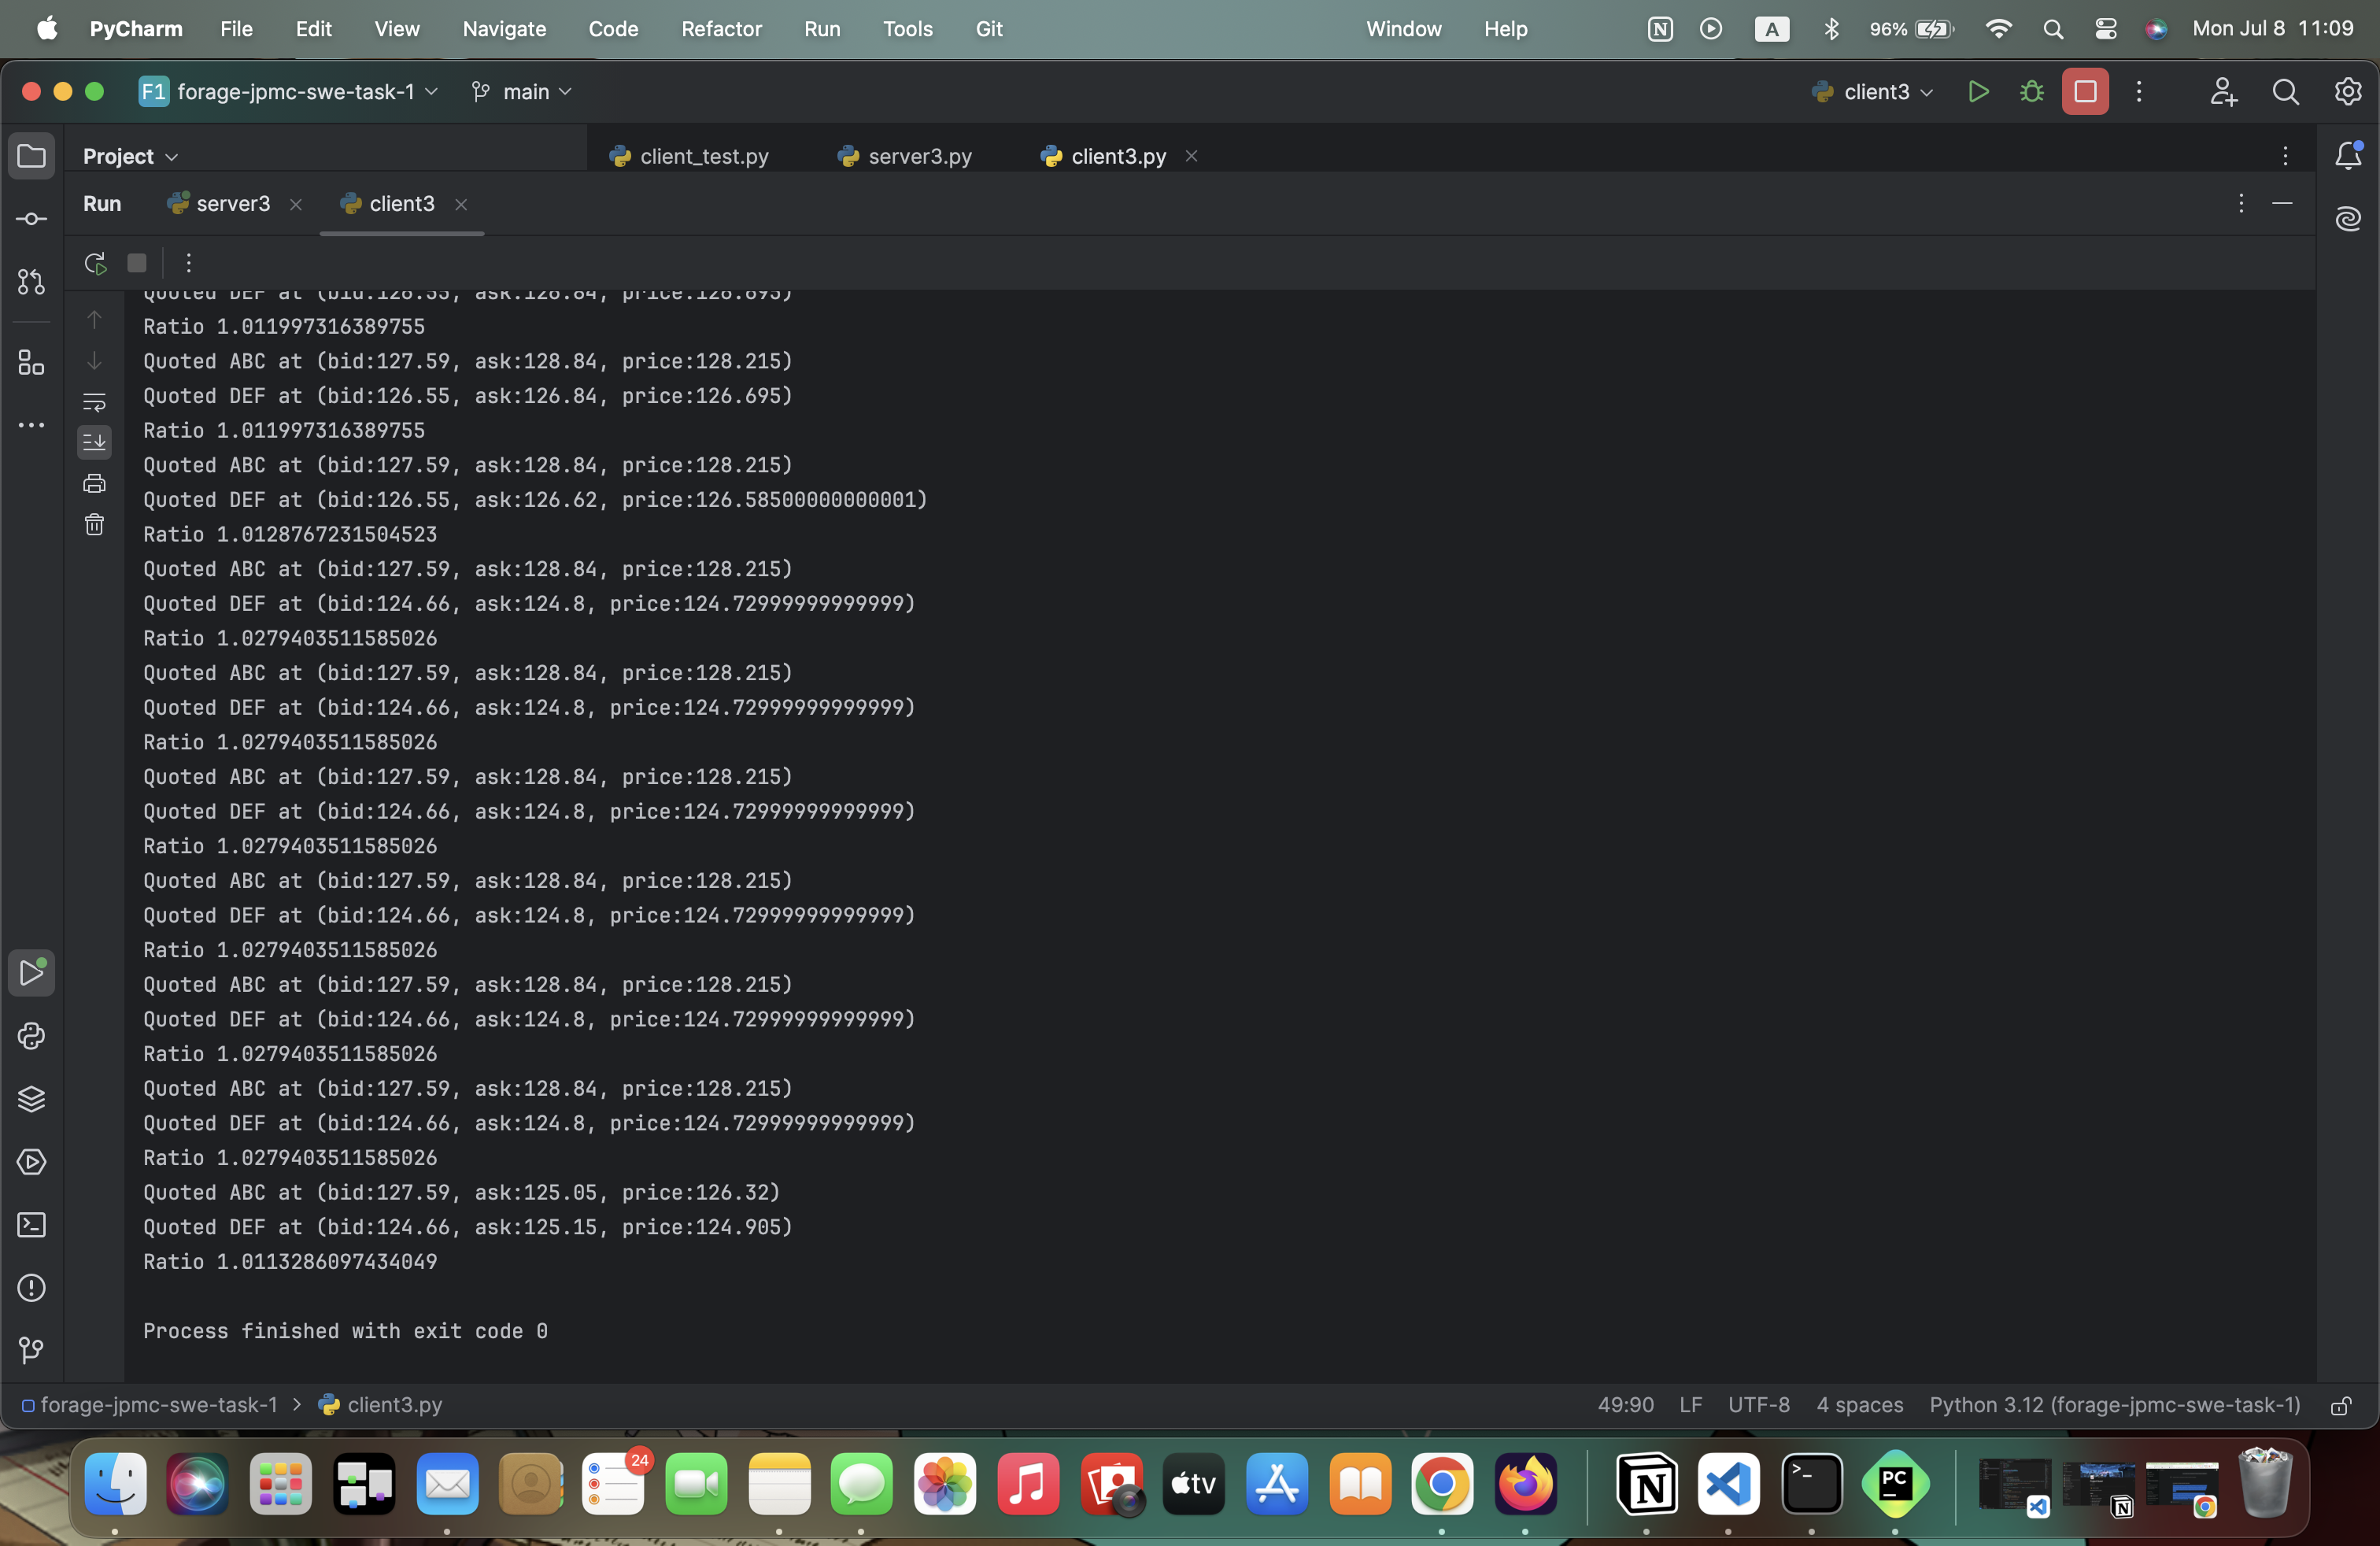 PyCharm File Edit View Navigate Code Refactor Run Tools Git Window Help N A 96% Mon Jul 8 11:09
F1 forage-jpmc-swe-task-1 main client3
Project client_test.py server3.py client3.py
Run server3 client3
Quoted DEF at (bid:126.55, ask:126.84, price:126.695)
Ratio 1.011997316389755
Quoted ABC at (bid:127.59, ask:128.84, price:128.215)
Quoted DEF at (bid:126.55, ask:126.84, price:126.695)
Ratio 1.011997316389755
Quoted ABC at (bid:127.59, ask:128.84, price:128.215)
Quoted DEF at (bid:126.55, ask:126.62, price:126.58500000000001)
Ratio 1.01287672315045​23
Quoted ABC at (bid:127.59, ask:128.84, price:128.215)
Quoted DEF at (bid:124.66, ask:124.8, price:124.72999999999999)
Ratio 1.0279403511585026
Quoted ABC at (bid:127.59, ask:128.84, price:128.215)
Quoted DEF at (bid:124.66, ask:124.8, price:124.72999999999999)
Ratio 1.0279403511585026
Quoted ABC at (bid:127.59, ask:128.84, price:128.215)
Quoted DEF at (bid:124.66, ask:124.8, price:124.72999999999999)
Ratio 1.0279403511585026
Quoted ABC at (bid:127.59, ask:128.84, price:128.215)
Quoted DEF at (bid:124.66, ask:124.8, price:124.72999999999999)
Ratio 1.0279403511585026
Quoted ABC at (bid:127.59, ask:128.84, price:128.215)
Quoted DEF at (bid:124.66, ask:124.8, price:124.72999999999999)
Ratio 1.0279403511585026
Quoted ABC at (bid:127.59, ask:128.84, price:128.215)
Quoted DEF at (bid:124.66, ask:124.8, price:124.72999999999999)
Ratio 1.0279403511585026
Quoted ABC at (bid:127.59, ask:125.05, price:126.32)
Quoted DEF at (bid:124.66, ask:125.15, price:124.905)
Ratio 1.0113286097434049
Process finished with exit code 0
forage-jpmc-swe-task-1 > client3.py 49:90 LF UTF-8 4 spaces Python 3.12 (forage-jpmc-swe-task-1)
24 tv N PC N